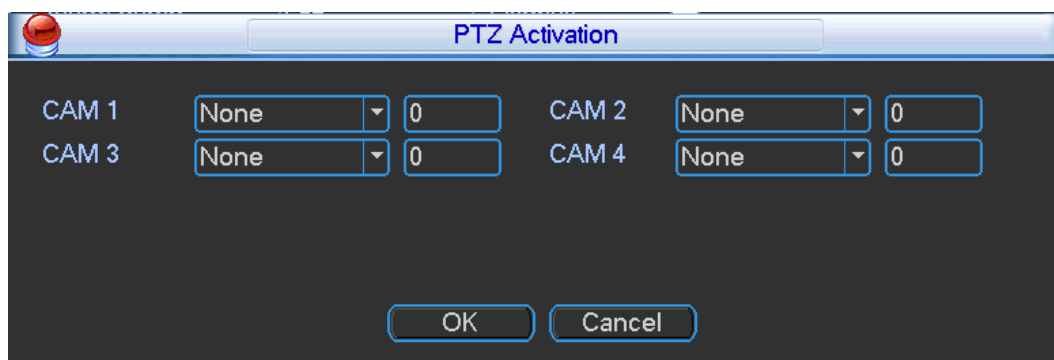 PTZ Activation
CAM 1 None 0 CAM 2 None 0
CAM 3 None 0 CAM 4 None 0
OK Cancel